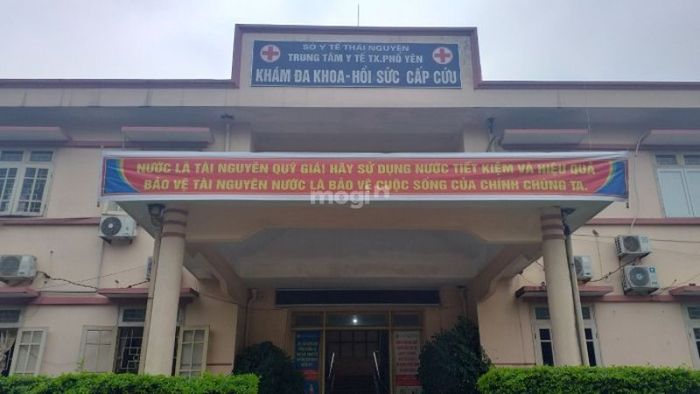 SỞ Y TẾ THÁI NGUYÊN
TRUNG TÂM Y TẾ TX.PHỔ YÊN
KHÁM ĐA KHOA-HỒI SỨC CẤP CỨU
NƯỚC LÀ TÀI NGUYÊN QUÝ GIÁ! HÃY SỬ DỤNG NƯỚC TIẾT KIỆM VÀ HIỆU QUẢ
BẢO VỆ TÀI NGUYÊN NƯỚC LÀ BẢO VỆ CUỘC SỐNG CỦA CHÍNH CHÚNG TA.
mogi